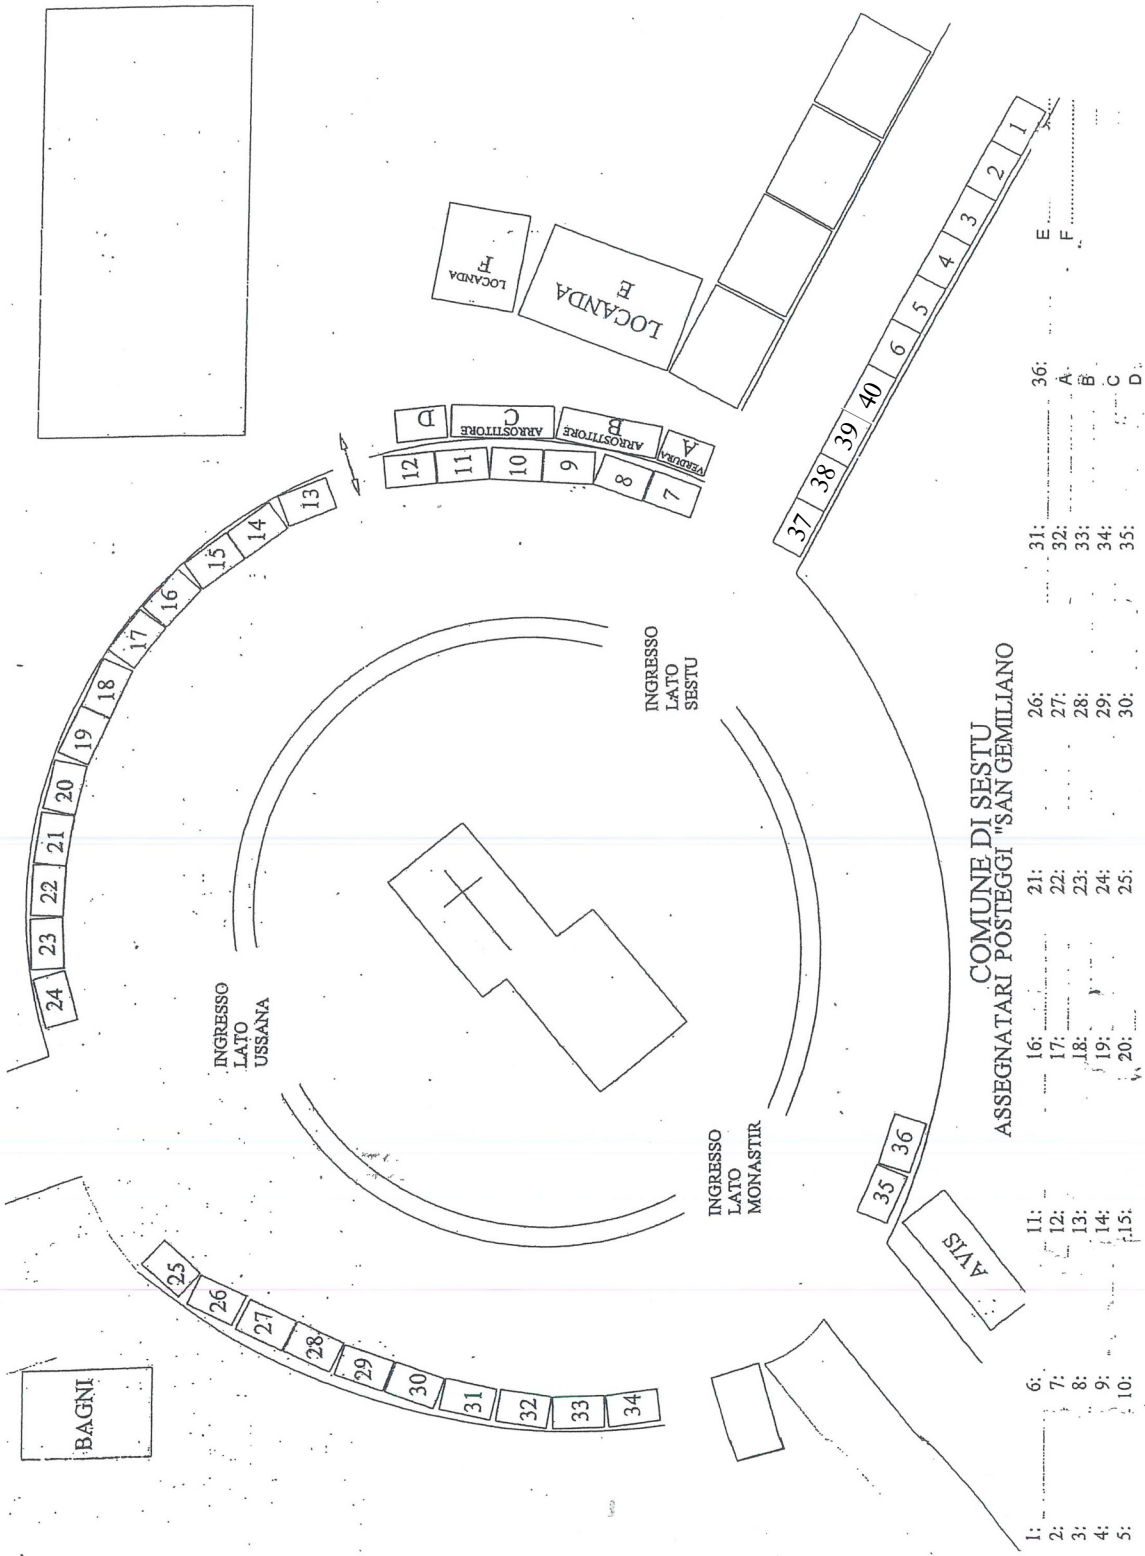 BAGNI
24
23
22
21
20
19
18
17
16
15
14
13
12
11
10
9
8
7
D
ARROSTITORE
C
ARROSTITORE
B
VERDURA
A
LOCANDA
F
LOCANDA
E
25
26
27
28
29
30
31
32
33
34
INGRESSO
LATO
USSANA
INGRESSO
LATO
SESTU
INGRESSO
LATO
MONASTIR
35
36
AVIS
37
38
39
40
6
5
4
3
2
1
COMUNE DI SESTU
ASSEGNATARI POSTEGGI "SAN GEMILIANO
1:
2:
3:
4:
5:
6:
7:
8:
9:
10:
11:
12:
13:
14:
15:
16:
17:
18:
19:
20:
21:
22:
23:
24:
25:
26:
27:
28:
29:
30:
31:
32:
33:
34:
35:
36:
A
B
C
D
E
F